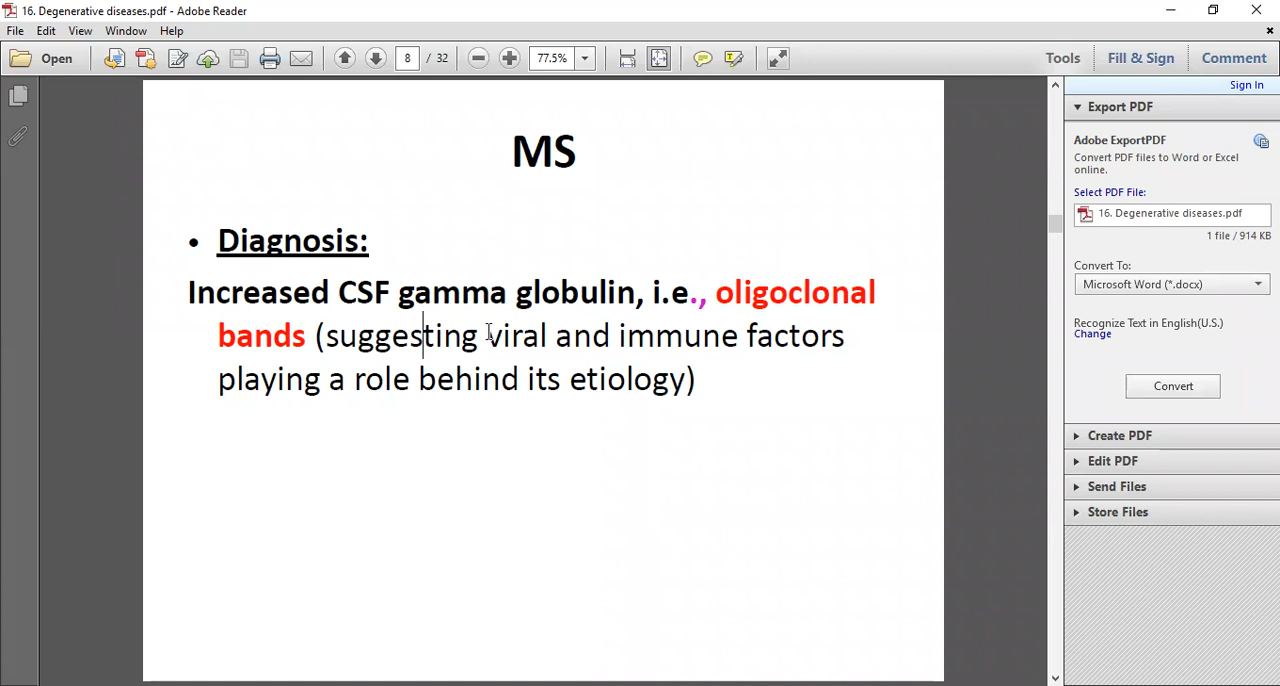 16. Degenerative diseases.pdf - Adobe Reader
File Edit View Window Help
Open 8 / 32 77.5% Tools Fill & Sign Comment
Sign In
MS
• Diagnosis:
Increased CSF gamma globulin, i.e., oligoclonal
bands (suggesting viral and immune factors
playing a role behind its etiology)
Export PDF
Adobe ExportPDF
Convert PDF files to Word or Excel
online.
Select PDF File:
16. Degenerative diseases.pdf
1 file / 914 KB
Convert To:
Microsoft Word (*.docx)
Recognize Text in English(U.S.)
Change
Convert
Create PDF
Edit PDF
Send Files
Store Files